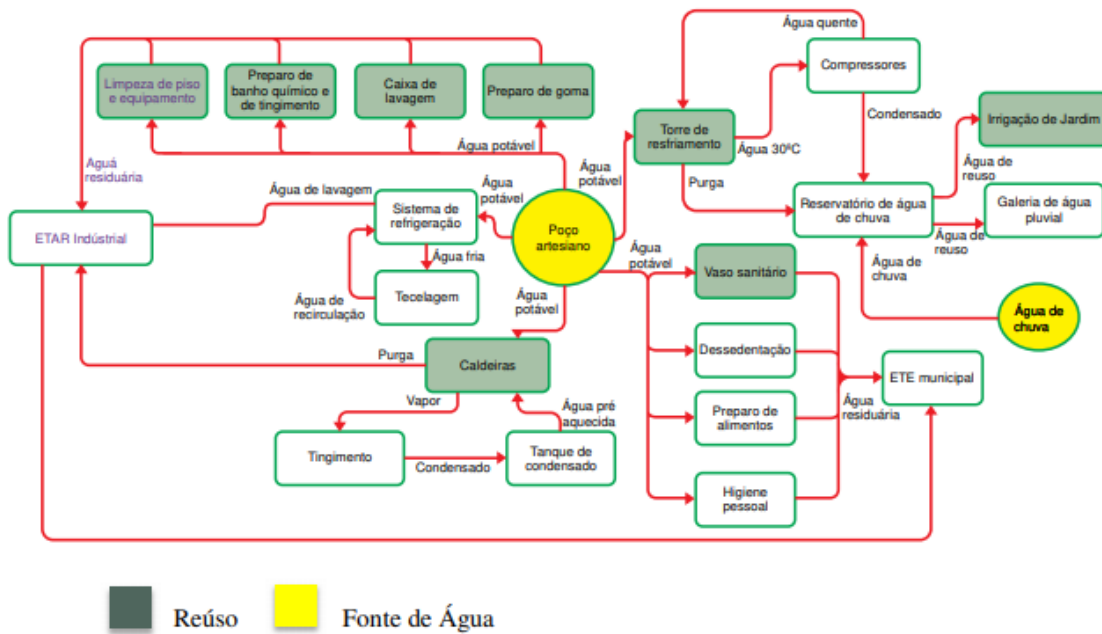 Água quente
Compressores
Limpeza de piso
e equipamento
Preparo de
banho químico e
de tingimento
Caixa de
lavagem
Preparo de goma
Torre de
resfriamento
Água 30ºC
Condensado
Irrigação de Jardim
Água potável
Água
potável
Purga
Água de
reuso
Aguá
residuária
Água de lavagem
Água
potável
Sistema de
refrigeração
Poço
artesiano
Reservatório de água
de chuva
Galeria de água
pluvial
Água de
reuso
ETAR Indústrial
Água fria
Água
potável
Vaso sanitário
Água de
chuva
Água de
recirculação
Tecelagem
Água
potável
Água de
chuva
Purga
Caldeiras
Dessedentação
ETE municipal
Vapor
Água pré
aquecida
Preparo de
alimentos
Água
residuária
Tingimento
Condensado
Tanque de
condensado
Higiene
pessoal
Reúso
Fonte de Água